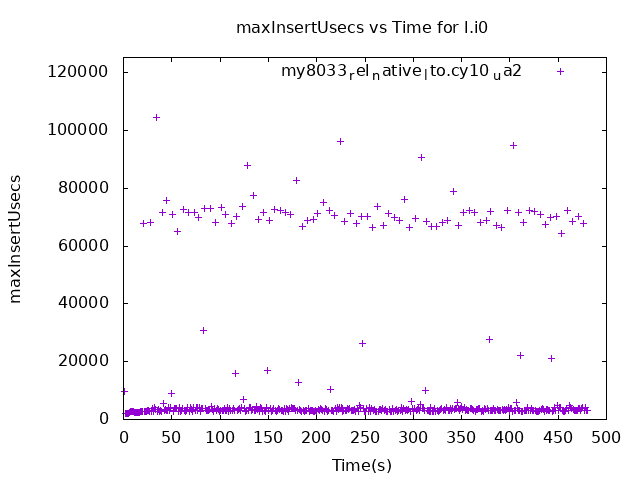 maxInsertUsecs vs Time for l.i0
my8033_rel_native_lto.cy10_ua2
120000
100000
80000
60000
40000
20000
0
maxInsertUsecs
0 50 100 150 200 250 300 350 400 450 500
Time(s)